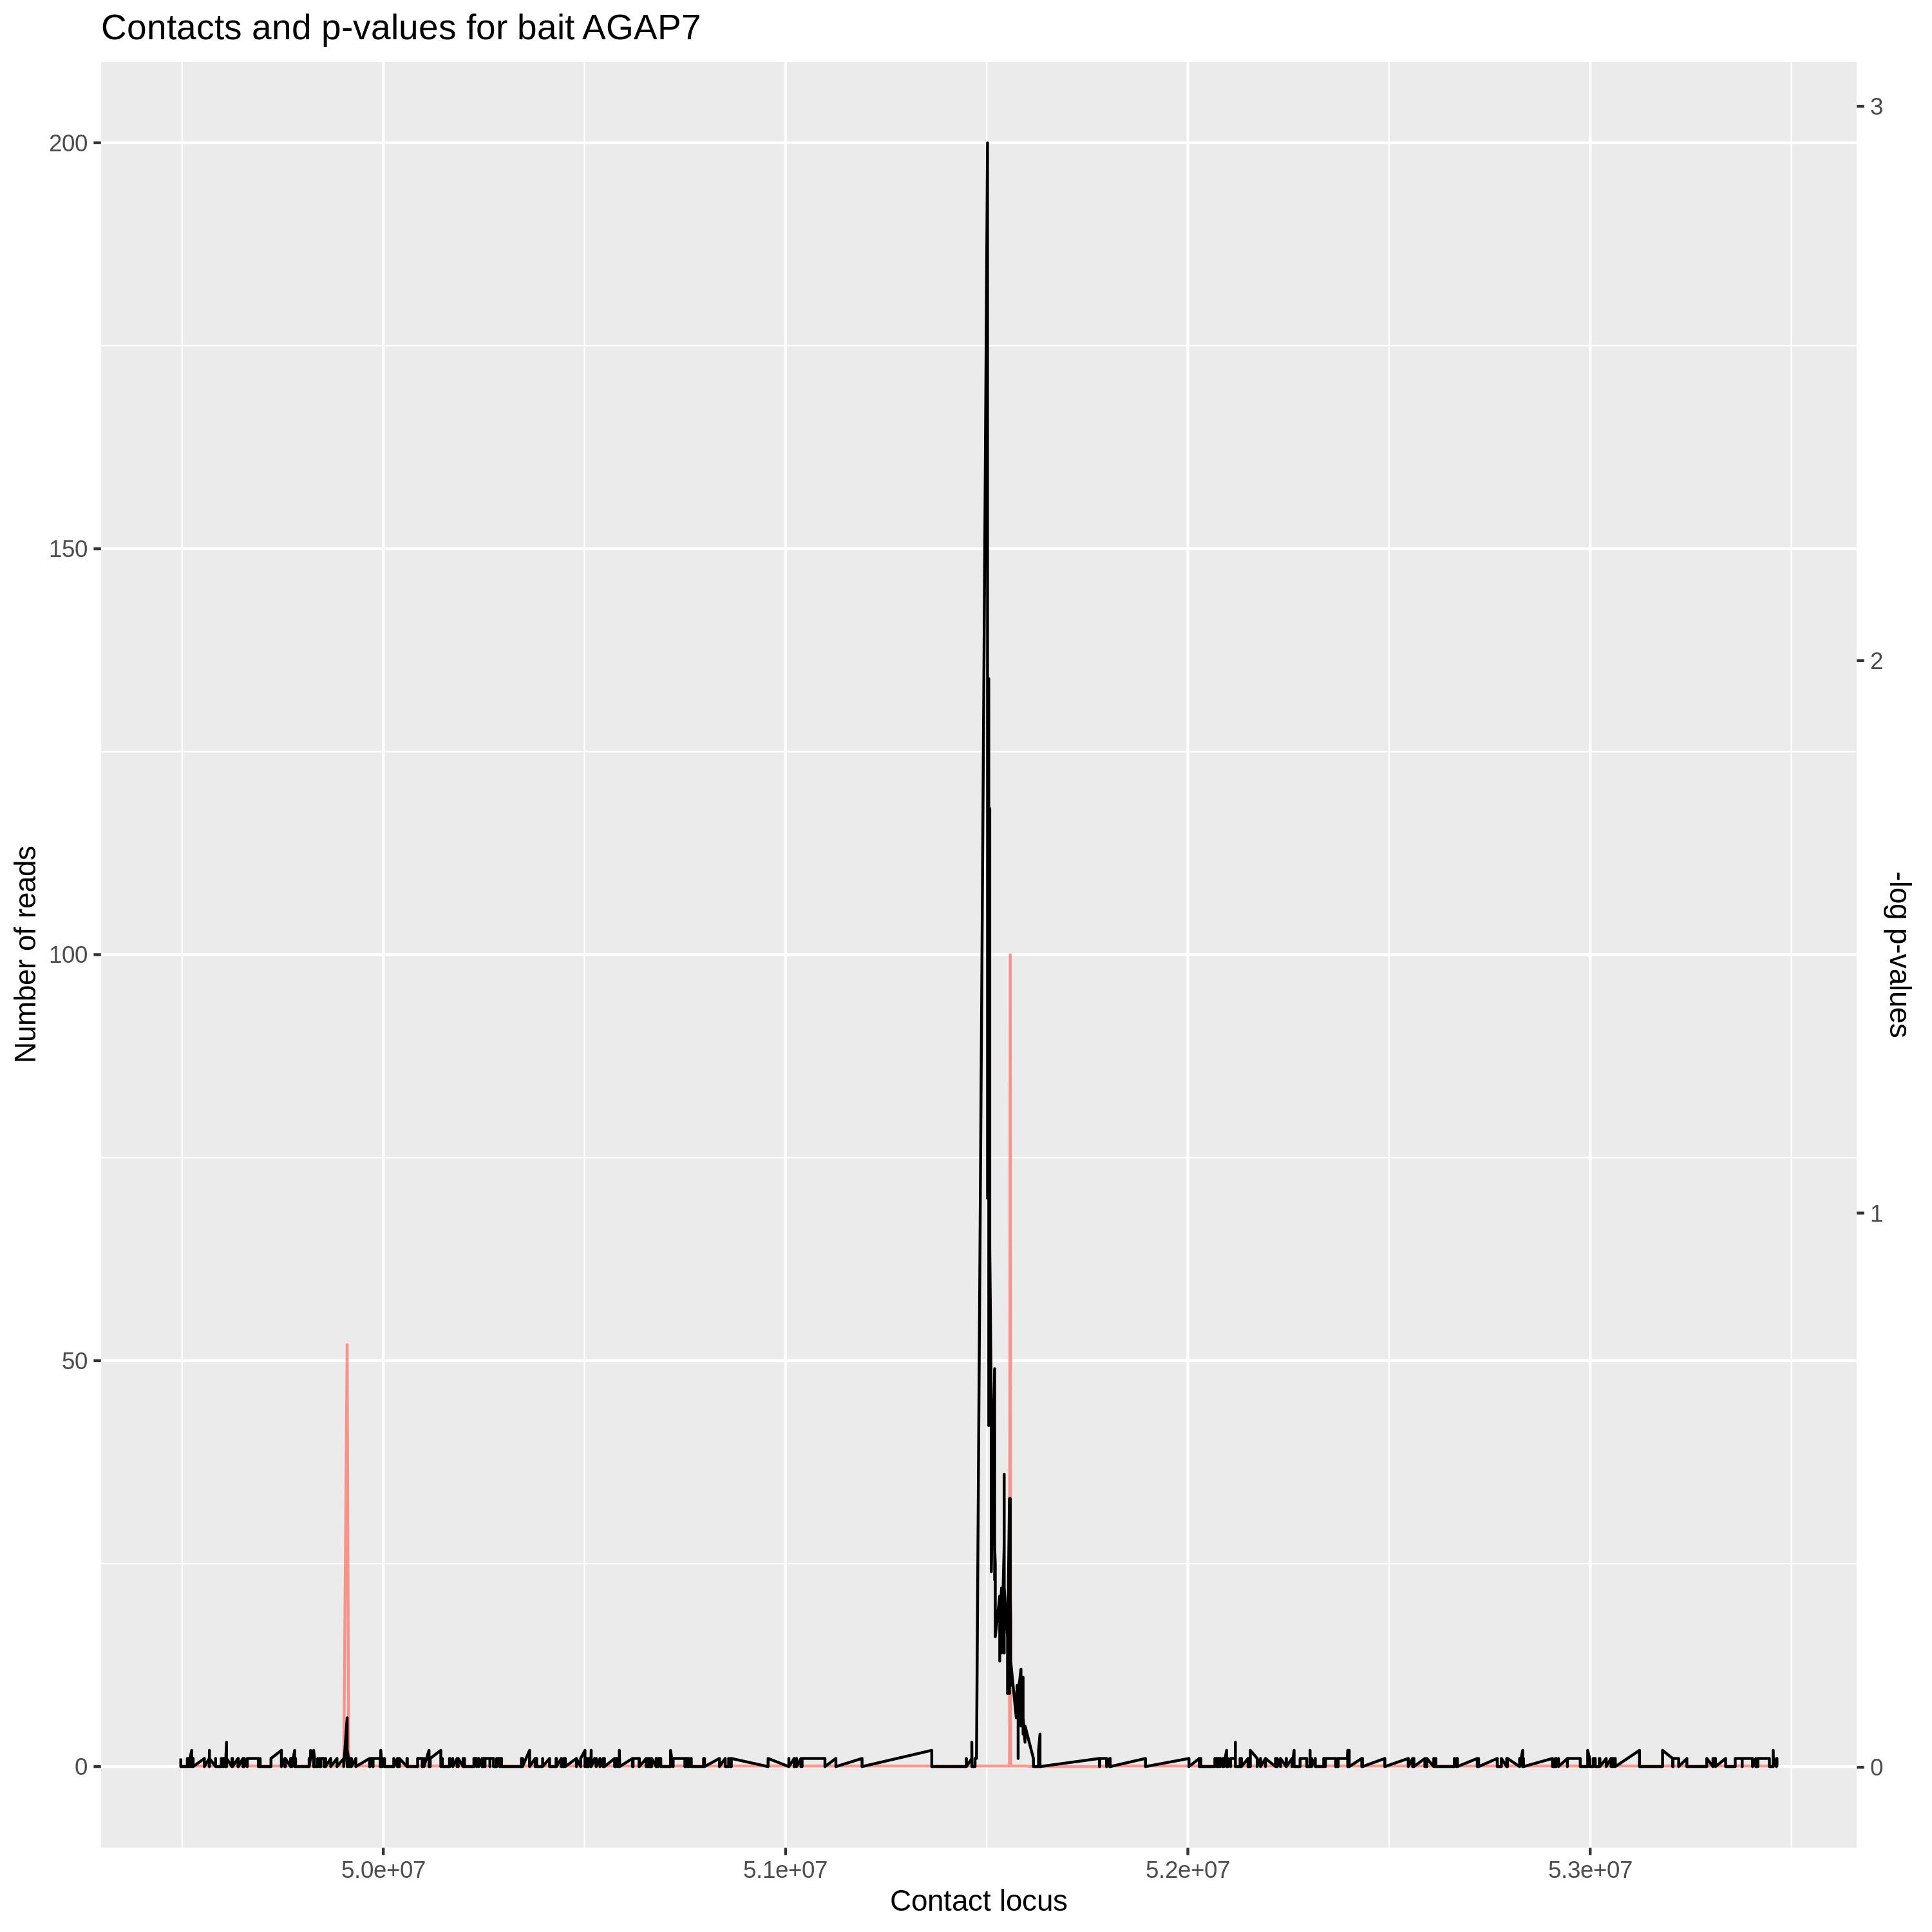 Contacts and p-values for bait AGAP7
200
150
100
50
0
3
2
1
0
Number of reads
-log p-values
5.0e+07
5.1e+07
5.2e+07
5.3e+07
Contact locus